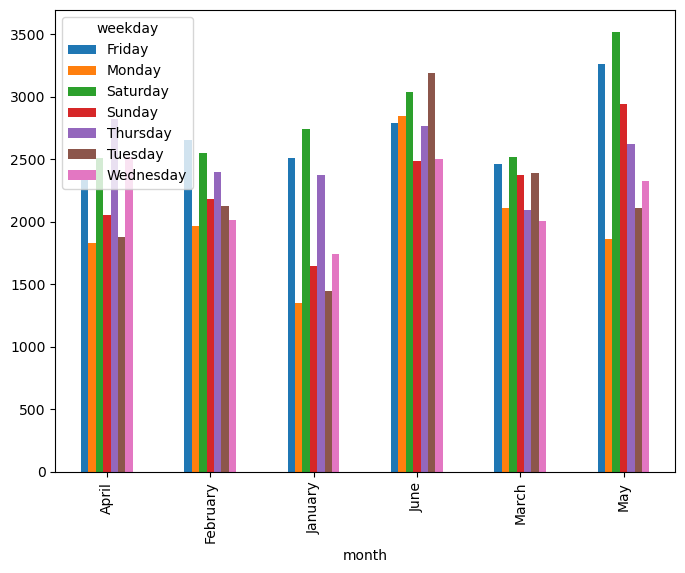 weekday
Friday
Monday
Saturday
Sunday
Thursday
Tuesday
Wednesday
3500
3000
2500
2000
1500
1000
500
0
April
February
January
June
March
May
month